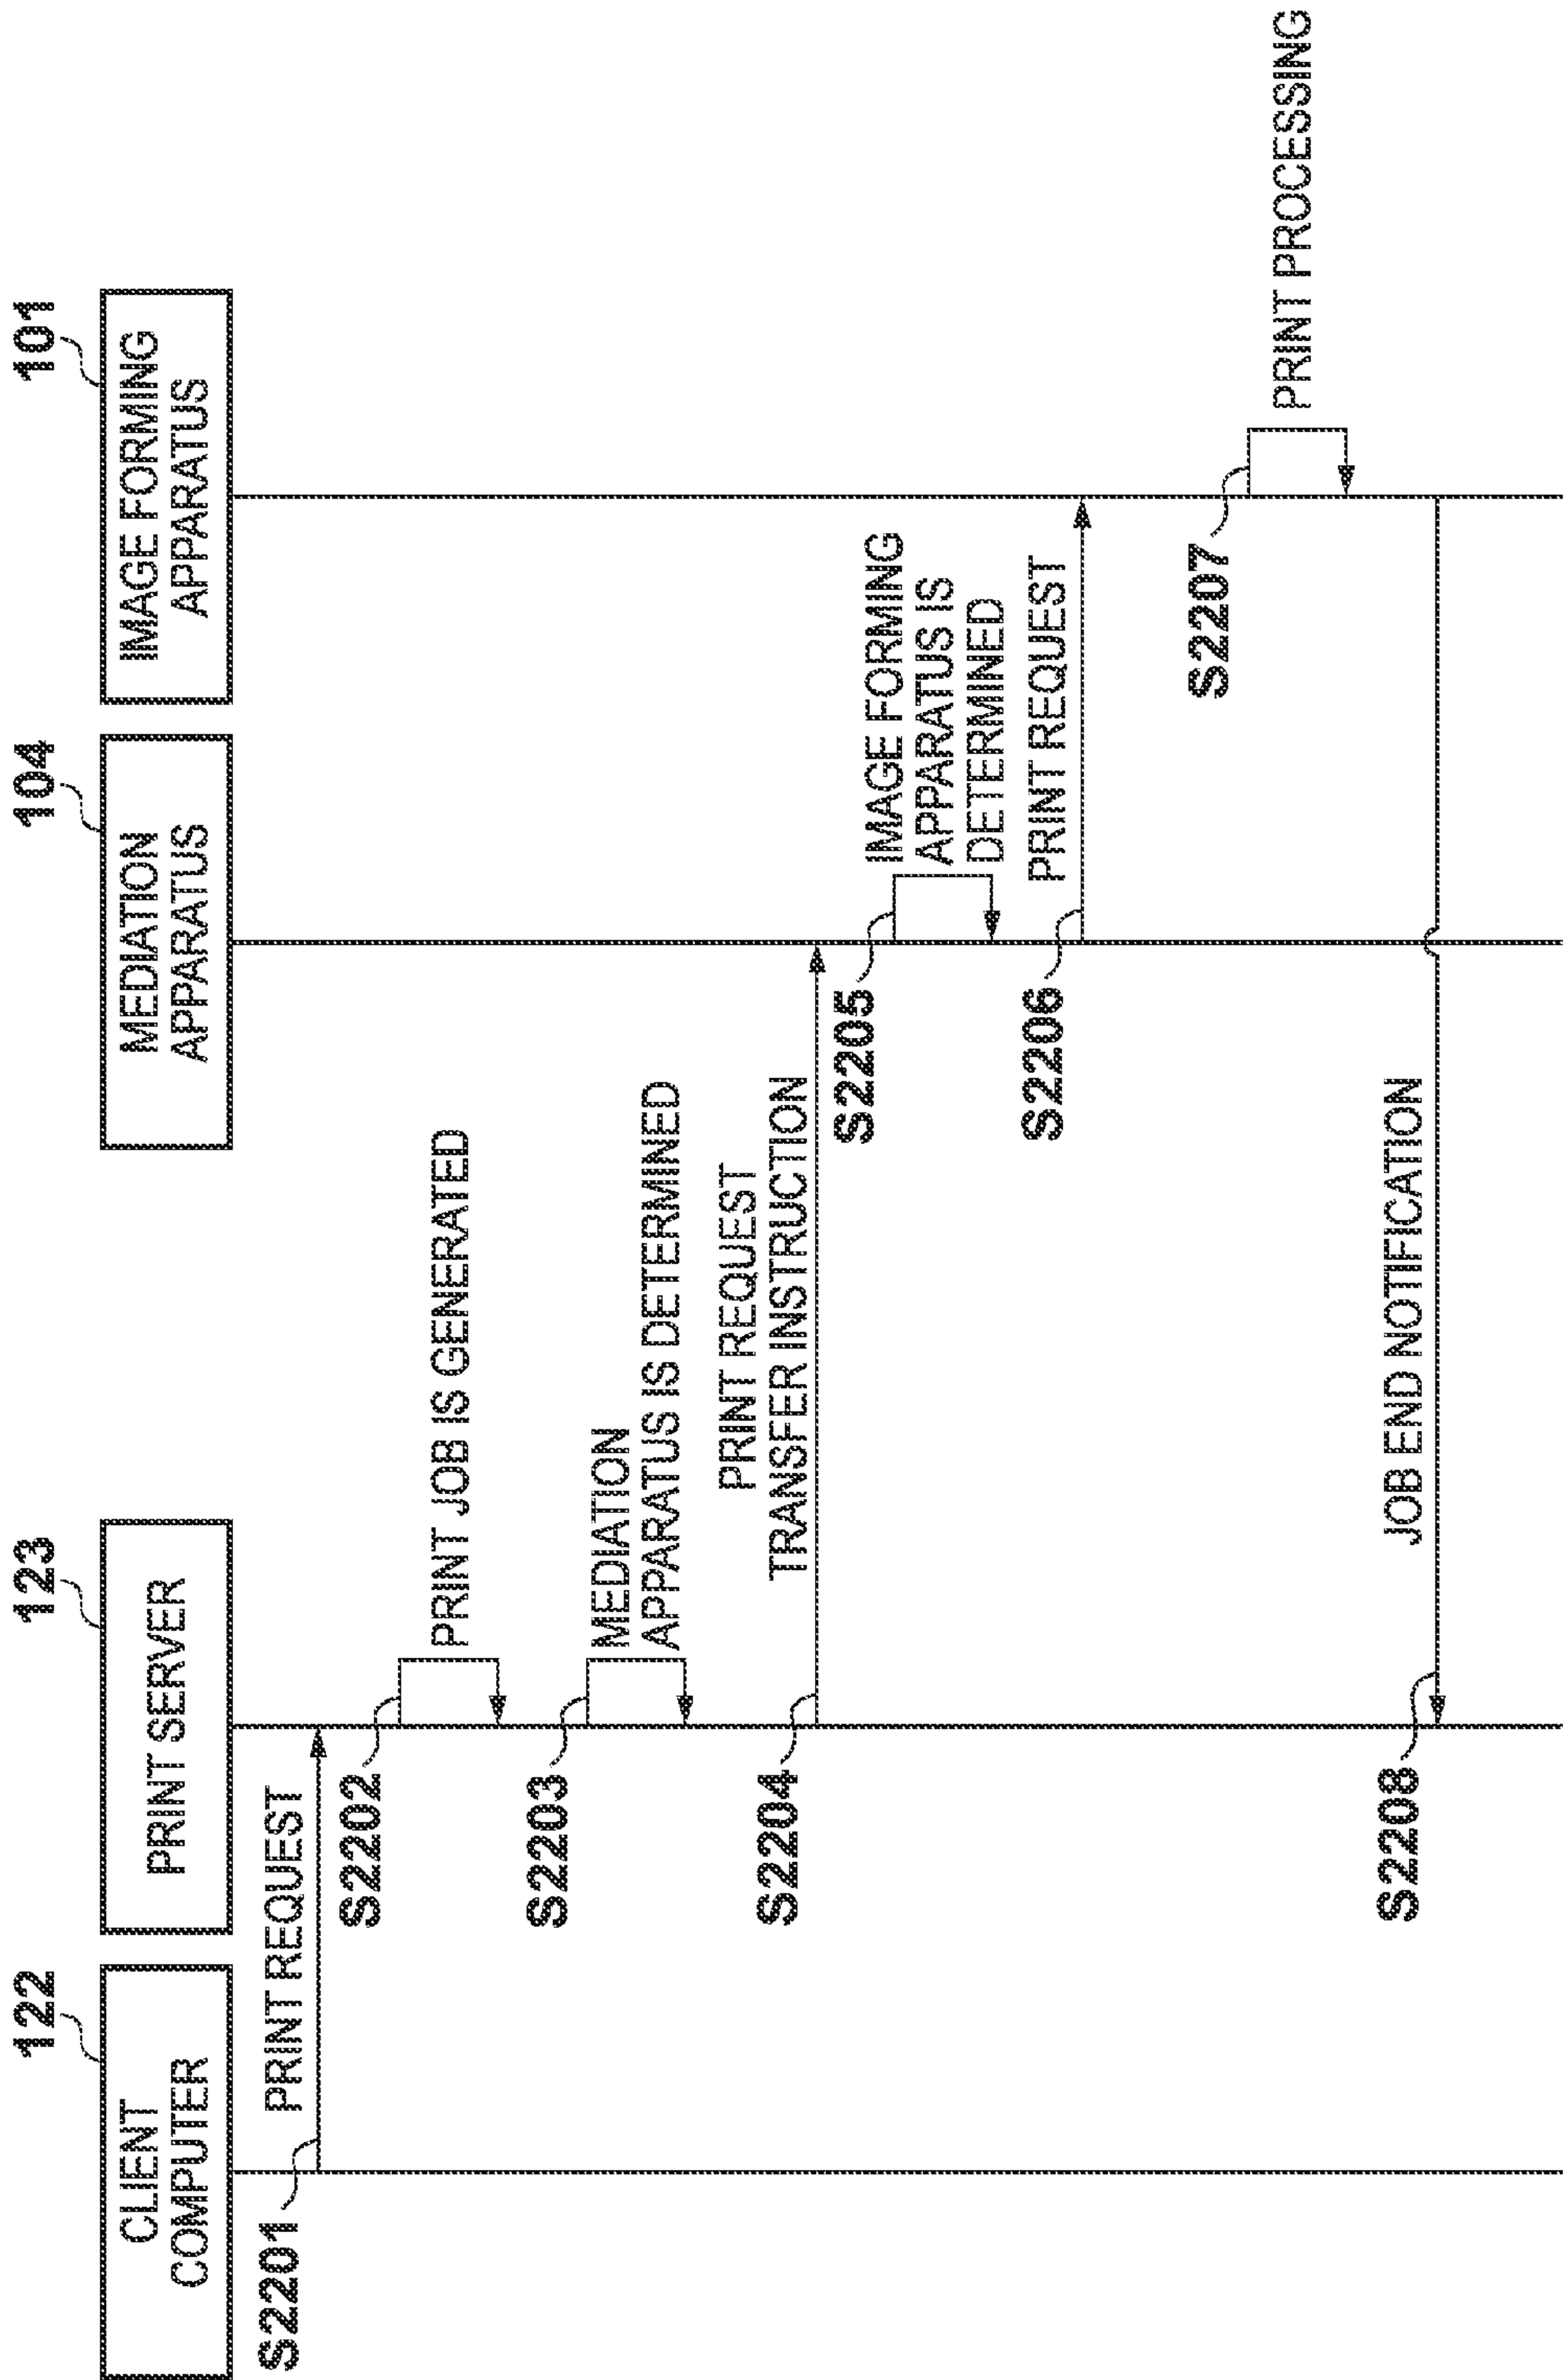 122
CLIENT
COMPUTER
123
PRINT SERVER
104
MEDIATION
APPARATUS
101
IMAGE FORMING
APPARATUS
S2201
PRINT REQUEST
S2202
PRINT JOB IS GENERATED
S2203
MEDIATION
APPARATUS IS DETERMINED
S2204
PRINT REQUEST
TRANSFER INSTRUCTION
S2205
IMAGE FORMING
APPARATUS IS
DETERMINED
S2206
PRINT REQUEST
S2207
PRINT PROCESSING
S2208
JOB END NOTIFICATION